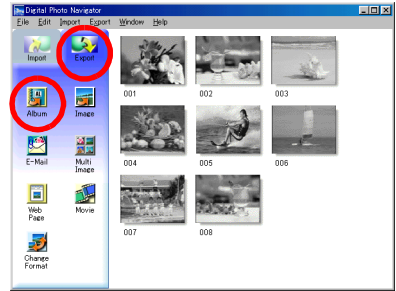 Digital Photo Navigator
File Edit Import Export Window Help
Import Export
Album Image
E-Mail Multi Image
Web Page Movie
Change Format
001 002 003
004 005 006
007 008